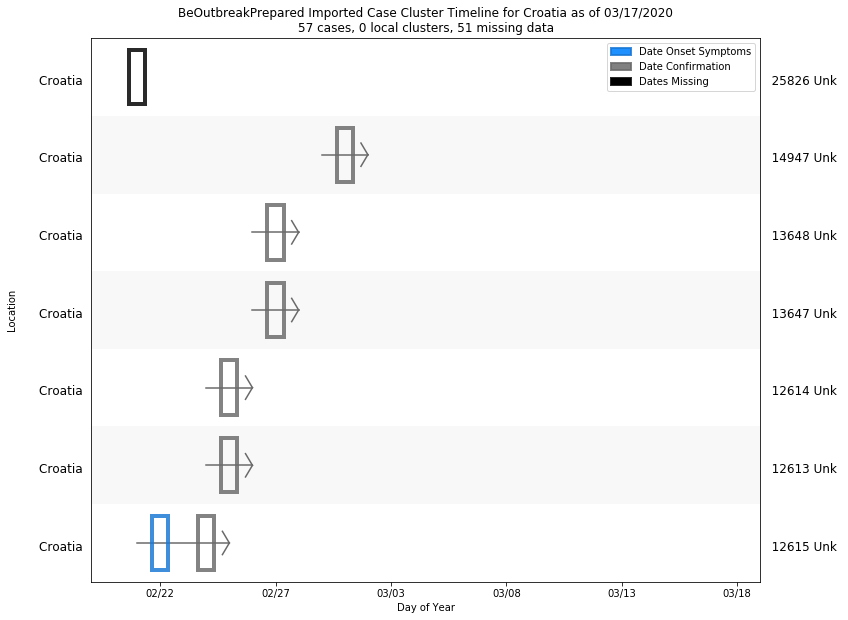 BeOutbreakPrepared Imported Case Cluster Timeline for Croatia as of 03/17/2020
57 cases, 0 local clusters, 51 missing data
Date Onset Symptoms
Date Confirmation
Dates Missing
Croatia 25826 Unk
Croatia 14947 Unk
Croatia 13648 Unk
Croatia 13647 Unk
Croatia 12614 Unk
Croatia 12613 Unk
Croatia 12615 Unk
Location
02/22 02/27 03/03 03/08 03/13 03/18
Day of Year